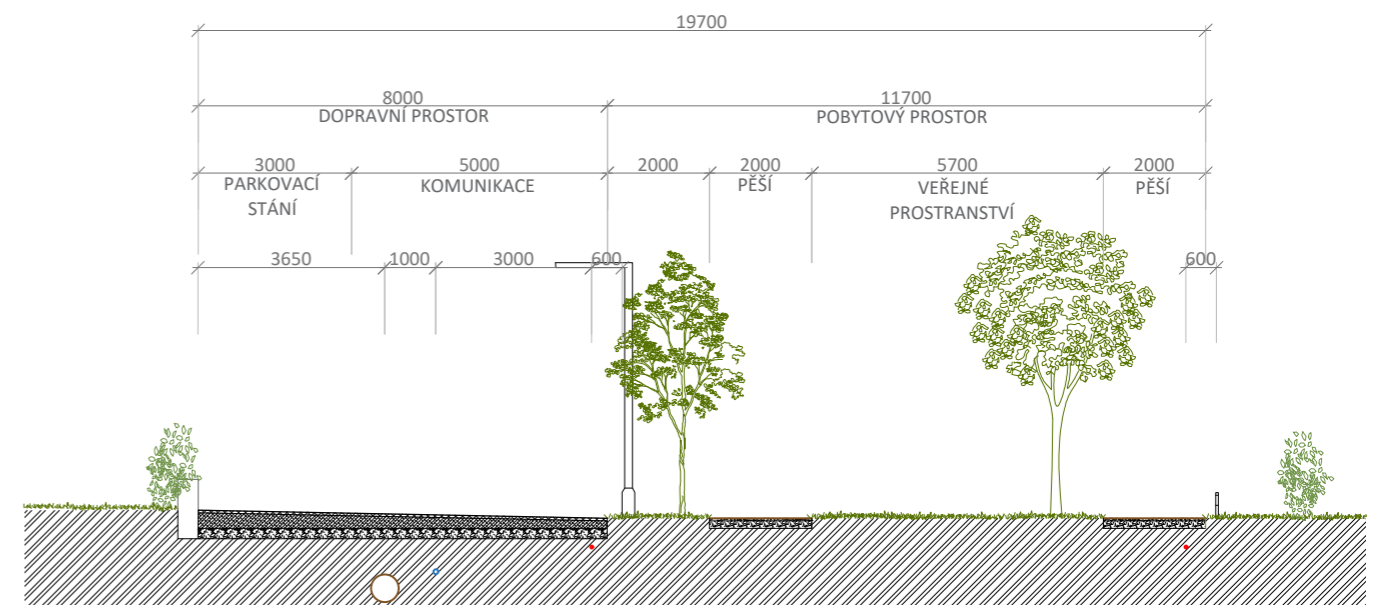 19700
8000 11700
DOPRAVNÍ PROSTOR POBYTOVÝ PROSTOR
3000 5000 2000 2000 5700 2000
PARKOVACÍ KOMUNIKACE PĚŠÍ VEŘEJNÉ PĚŠÍ
STÁNÍ PROSTRANSTVÍ
3650 1000 3000 600 600